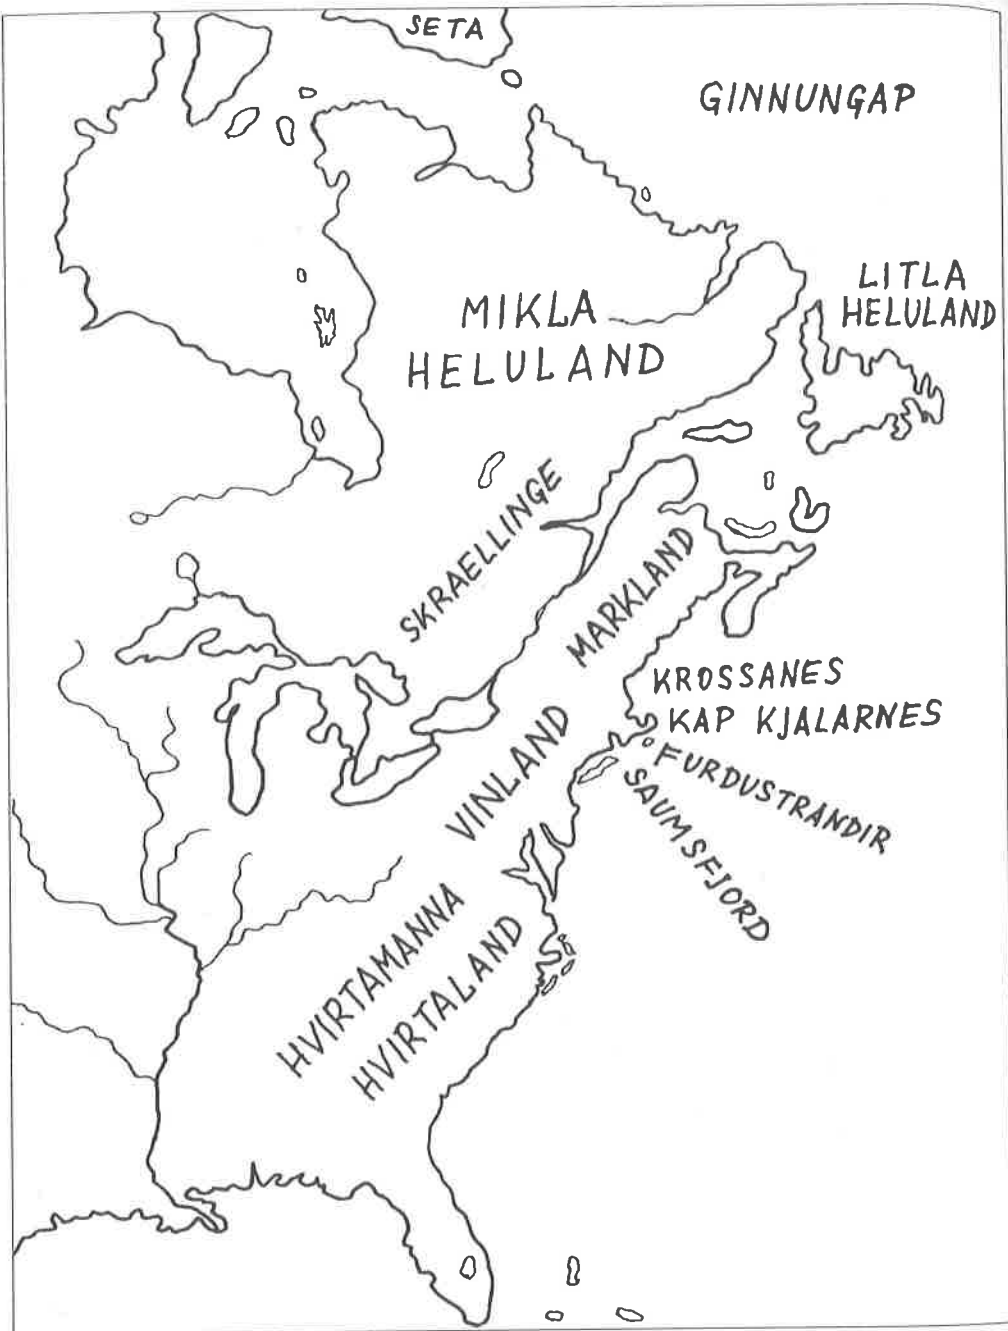 SETA
GINNUNGAP
LITLA
HELULAND
MIKLA
HELULAND
SKRAELLINGE
MARKLAND
KROSSANES
KAP KJALARNES
FURDUSTRANDIR
SAUMSFJORD
VINLAND
HVIRTAMANNA
HVIRTALAND